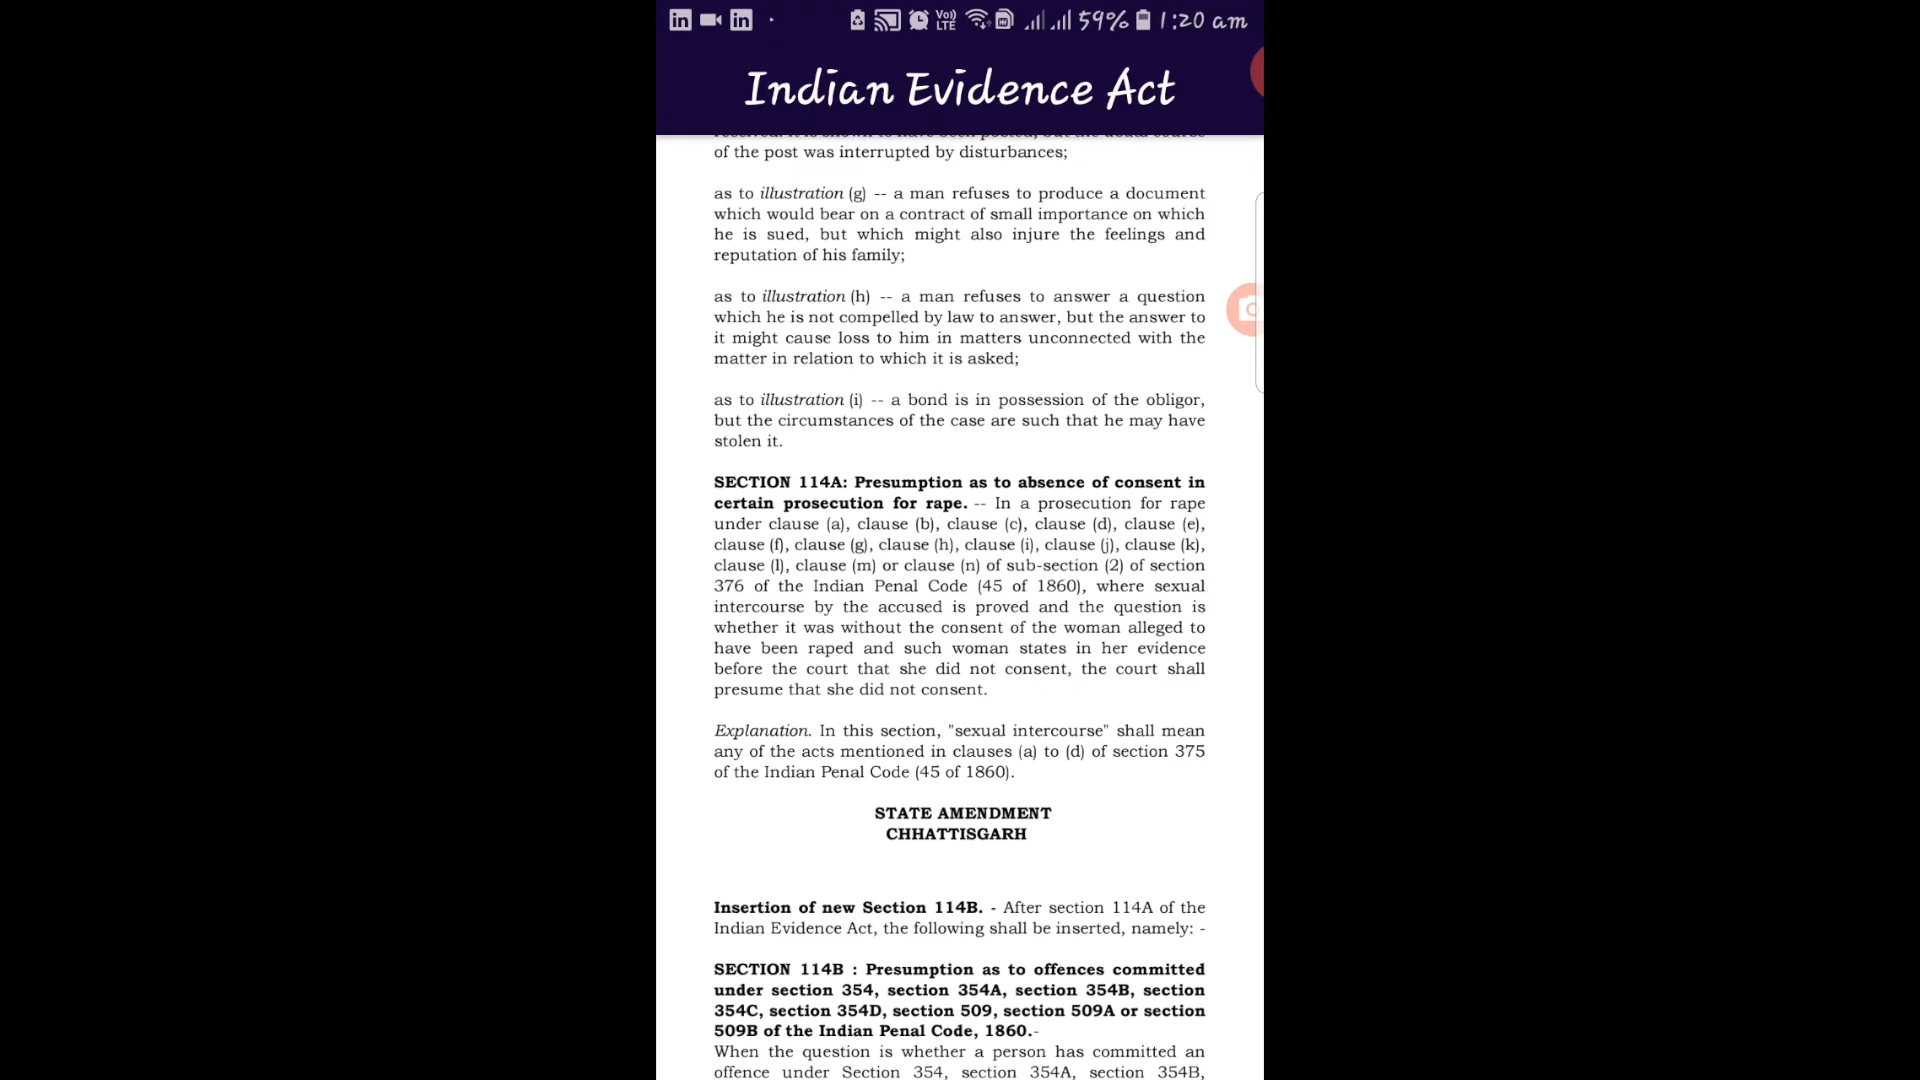 in in 59% 1:20 am
Vo)) LTE
Indian Evidence Act
of the post was interrupted by disturbances;
as to illustration (g) -- a man refuses to produce a document
which would bear on a contract of small importance on which
he is sued, but which might also injure the feelings and
reputation of his family;
as to illustration (h) -- a man refuses to answer a question
which he is not compelled by law to answer, but the answer to
it might cause loss to him in matters unconnected with the
matter in relation to which it is asked;
as to illustration (i) -- a bond is in possession of the obligor,
but the circumstances of the case are such that he may have
stolen it.
SECTION 114A: Presumption as to absence of consent in
certain prosecution for rape. -- In a prosecution for rape
under clause (a), clause (b), clause (c), clause (d), clause (e),
clause (f), clause (g), clause (h), clause (i), clause (j), clause (k),
clause (l), clause (m) or clause (n) of sub-section (2) of section
376 of the Indian Penal Code (45 of 1860), where sexual
intercourse by the accused is proved and the question is
whether it was without the consent of the woman alleged to
have been raped and such woman states in her evidence
before the court that she did not consent, the court shall
presume that she did not consent.
Explanation. In this section, "sexual intercourse" shall mean
any of the acts mentioned in clauses (a) to (d) of section 375
of the Indian Penal Code (45 of 1860).
STATE AMENDMENT
CHHATTISGARH
Insertion of new Section 114B. - After section 114A of the
Indian Evidence Act, the following shall be inserted, namely: -
SECTION 114B : Presumption as to offences committed
under section 354, section 354A, section 354B, section
354C, section 354D, section 509, section 509A or section
509B of the Indian Penal Code, 1860.-
When the question is whether a person has committed an
offence under Section 354, section 354A, section 354B,